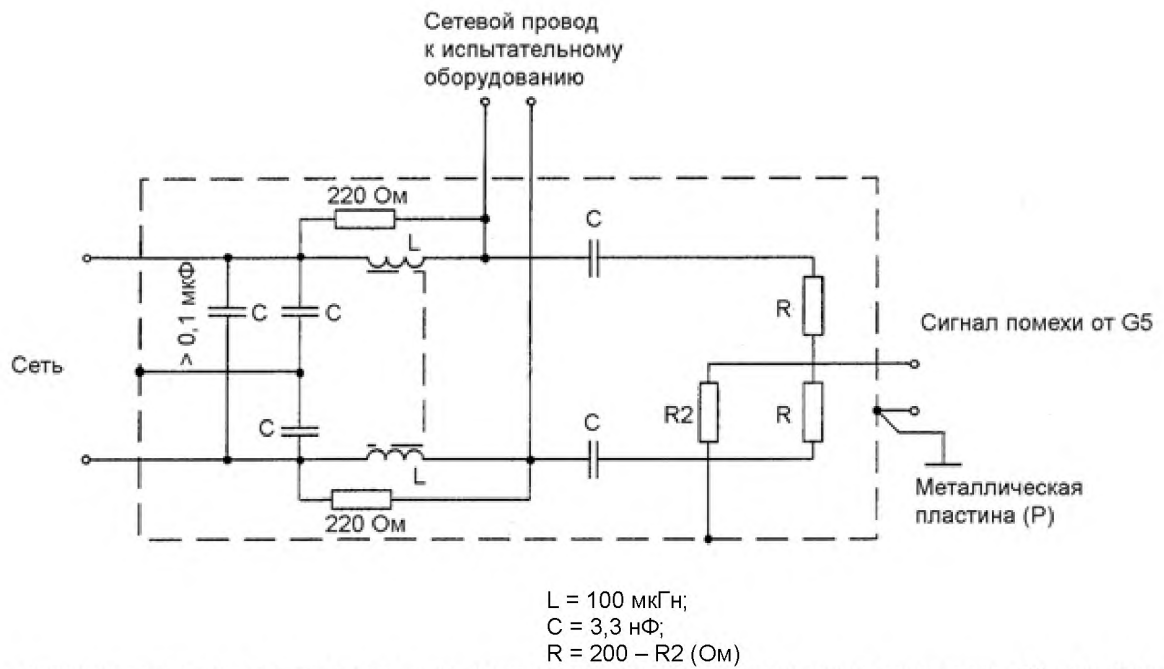 Сетевой провод
к испытательному
оборудованию
220 Ом
L
C
> 0,1 мкФ
C
C
R
Сигнал помехи от G5
Сеть
C
C
R2
R
L
220 Ом
Металлическая
пластина (P)
L = 100 мкГн;
C = 3,3 нФ;
R = 200 – R2 (Ом)